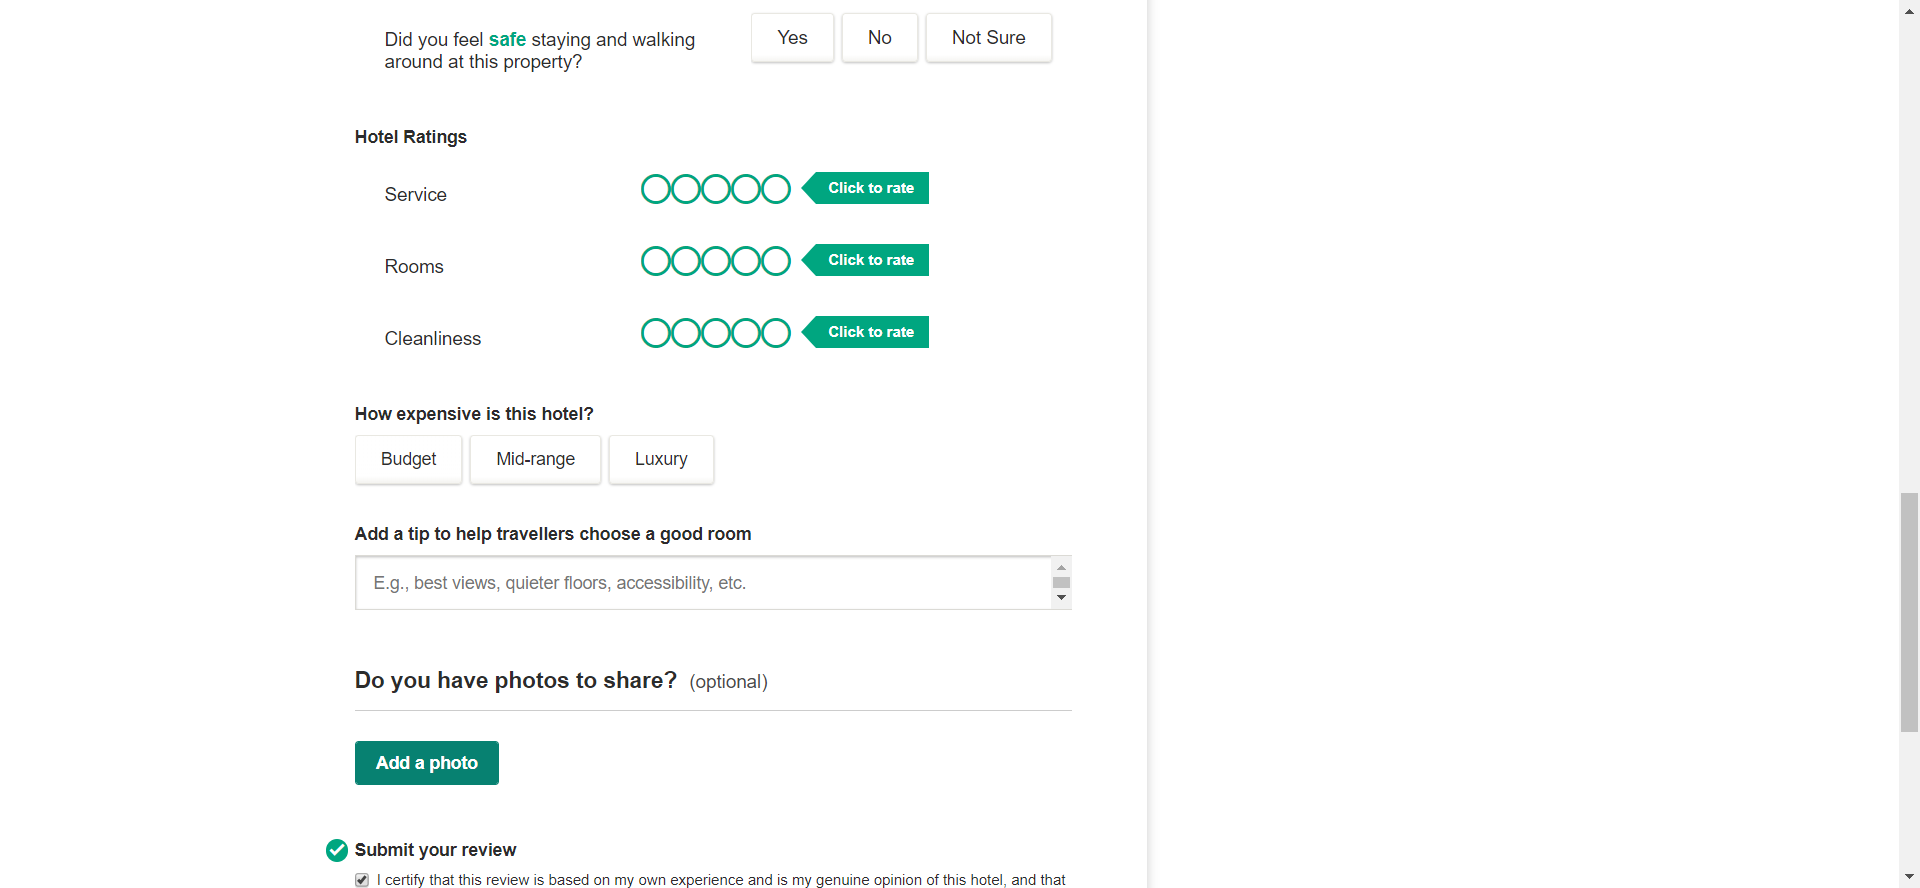 Did you feel safe staying and walking
around at this property?
Yes
No
Not Sure
Hotel Ratings
Service
Click to rate
Rooms
Click to rate
Cleanliness
Click to rate
How expensive is this hotel?
Budget
Mid-range
Luxury
Add a tip to help travellers choose a good room
E.g., best views, quieter floors, accessibility, etc.
Do you have photos to share? (optional)
Add a photo
Submit your review
I certify that this review is based on my own experience and is my genuine opinion of this hotel, and that